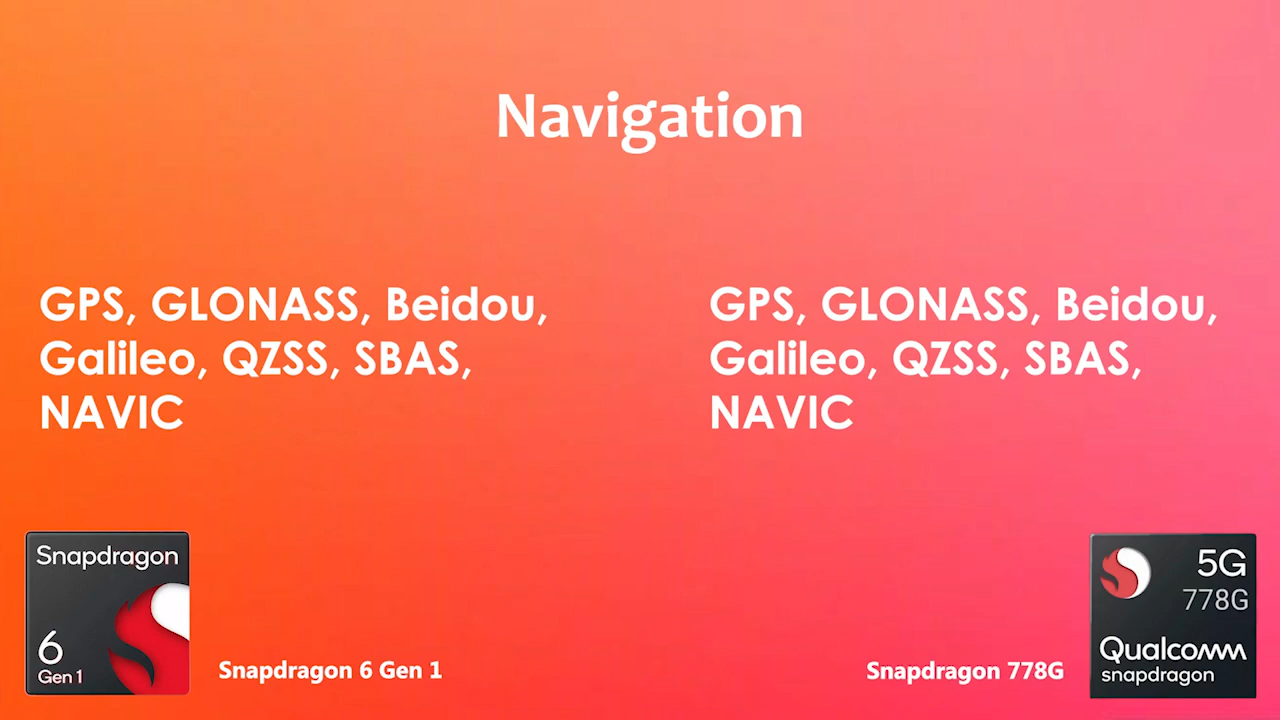 Navigation
GPS, GLONASS, Beidou,
Galileo, QZSS, SBAS,
NAVIC
GPS, GLONASS, Beidou,
Galileo, QZSS, SBAS,
NAVIC
Snapdragon
6
Gen 1
Snapdragon 6 Gen 1
Snapdragon 778G
5G
778G
Qualcomm
snapdragon